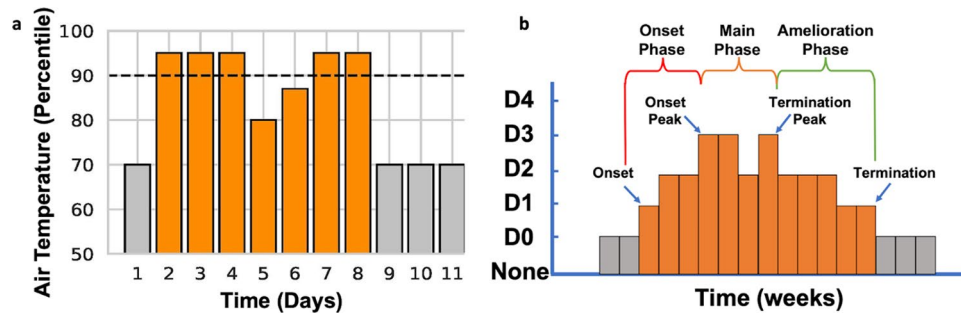 a
Air Temperature (Percentile)
100
90
80
70
60
50
1 2 3 4 5 6 7 8 9 10 11
Time (Days)
b
Onset
Phase
Main
Phase
Amelioration
Phase
D4
D3
D2
D1
D0
None
Onset
Peak
Termination
Peak
Onset
Termination
Time (weeks)